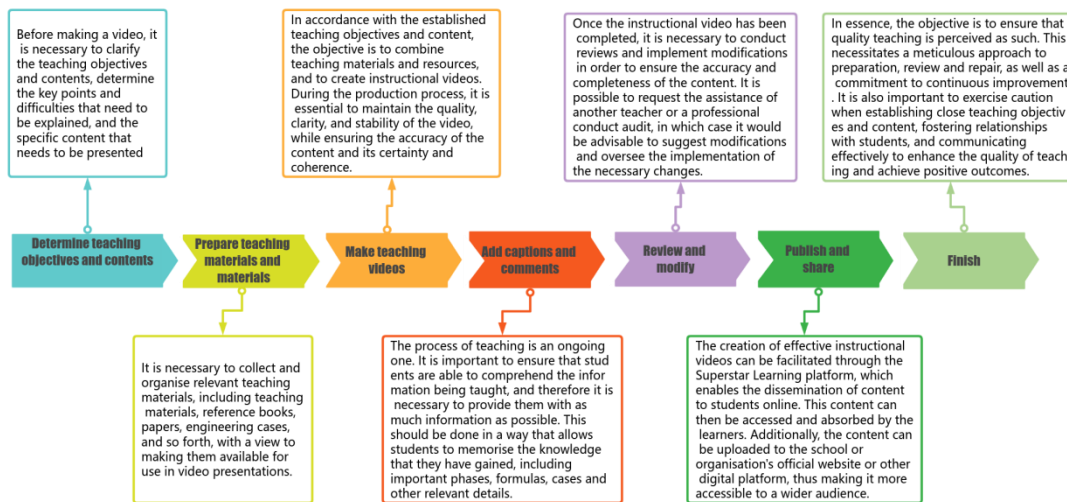 Before making a video, it
is necessary to clarify
the teaching objectives
and contents, determine
the key points and
difficulties that need to
be explained, and the
specific content that
needs to be presented
In accordance with the established
teaching objectives and content,
the objective is to combine
teaching materials and resources,
and to create instructional videos.
During the production process, it is
essential to maintain the quality,
clarity, and stability of the video,
while ensuring the accuracy of the
content and its certainty and
coherence.
Once the instructional video has been
completed, it is necessary to conduct
reviews and implement modifications
in order to ensure the accuracy and
completeness of the content. It is
possible to request the assistance of
another teacher or a professional
conduct audit, in which case it would
be advisable to suggest modifications
and oversee the implementation of
the necessary changes.
In essence, the objective is to ensure that
quality teaching is perceived as such. This
necessitates a meticulous approach to
preparation, review and repair, as well as a
commitment to continuous improvement
. It is also important to exercise caution
when establishing close teaching objectiv
es and content, fostering relationships
with students, and communicating
effectively to enhance the quality of teach
ing and achieve positive outcomes.
Determine teaching
objectives and contents
Prepare teaching
materials and
materials
Make teaching
videos
Add captions and
comments
Review and
modify
Publish and
share
Finish
It is necessary to collect and
organise relevant teaching
materials, including teaching
materials, reference books,
papers, engineering cases,
and so forth, with a view to
making them available for
use in video presentations.
The process of teaching is an ongoing
one. It is important to ensure that stud
ents are able to comprehend the infor
mation being taught, and therefore it is
necessary to provide them with as
much information as possible. This
should be done in a way that allows
students to memorise the knowledge
that they have gained, including
important phases, formulas, cases and
other relevant details.
The creation of effective instructional
videos can be facilitated through the
Superstar Learning platform, which
enables the dissemination of content
to students online. This content can
then be accessed and absorbed by the
learners. Additionally, the content can
be uploaded to the school or
organisation's official website or other
digital platform, thus making it more
accessible to a wider audience.